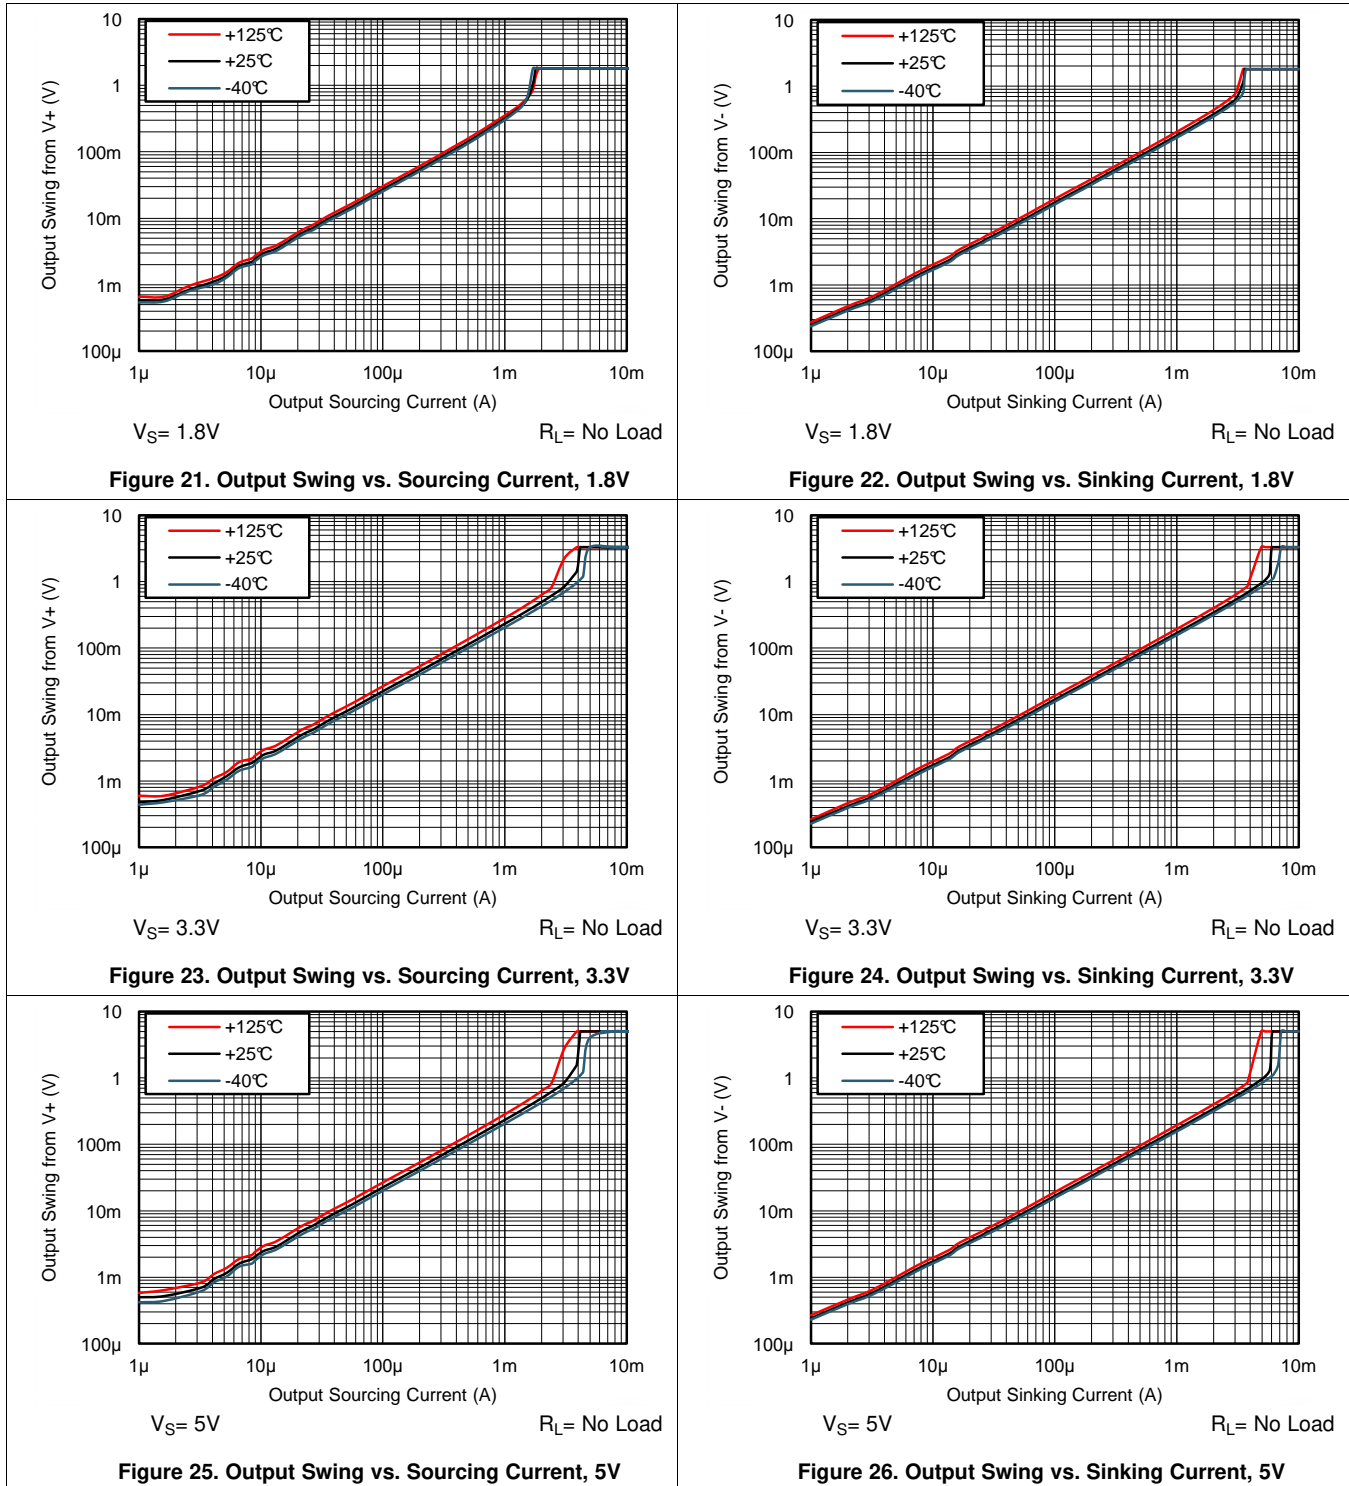 10
1
100m
10m
1m
100µ
Output Swing from V+ (V)
+125°C
+25°C
-40°C
1µ 10µ 100µ 1m 10m
Output Sourcing Current (A)
VS= 1.8V RL= No Load
Figure 21. Output Swing vs. Sourcing Current, 1.8V
10
1
100m
10m
1m
100µ
Output Swing from V- (V)
+125°C
+25°C
-40°C
1µ 10µ 100µ 1m 10m
Output Sinking Current (A)
VS= 1.8V RL= No Load
Figure 22. Output Swing vs. Sinking Current, 1.8V
10
1
100m
10m
1m
100µ
Output Swing from V+ (V)
+125°C
+25°C
-40°C
1µ 10µ 100µ 1m 10m
Output Sourcing Current (A)
VS= 3.3V RL= No Load
Figure 23. Output Swing vs. Sourcing Current, 3.3V
10
1
100m
10m
1m
100µ
Output Swing from V- (V)
+125°C
+25°C
-40°C
1µ 10µ 100µ 1m 10m
Output Sinking Current (A)
VS= 3.3V RL= No Load
Figure 24. Output Swing vs. Sinking Current, 3.3V
10
1
100m
10m
1m
100µ
Output Swing from V+ (V)
+125°C
+25°C
-40°C
1µ 10µ 100µ 1m 10m
Output Sourcing Current (A)
VS= 5V RL= No Load
Figure 25. Output Swing vs. Sourcing Current, 5V
10
1
100m
10m
1m
100µ
Output Swing from V- (V)
+125°C
+25°C
-40°C
1µ 10µ 100µ 1m 10m
Output Sinking Current (A)
VS= 5V RL= No Load
Figure 26. Output Swing vs. Sinking Current, 5V